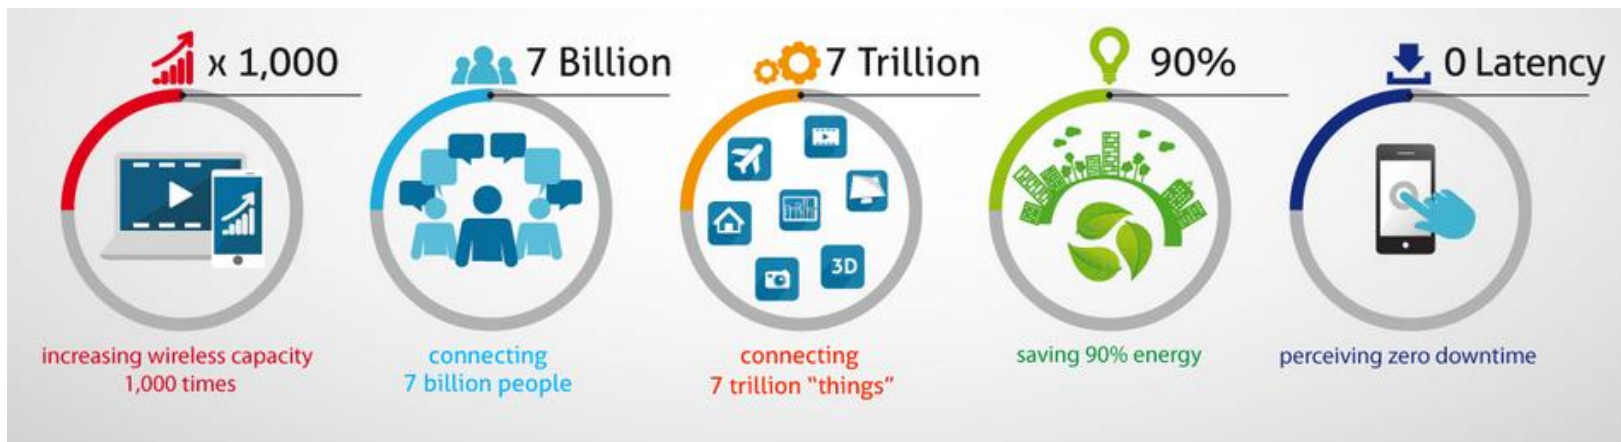 x 1,000
7 Billion
7 Trillion
90%
0 Latency
3D
increasing wireless capacity
1,000 times
connecting
7 billion people
connecting
7 trillion “things”
saving 90% energy
perceiving zero downtime